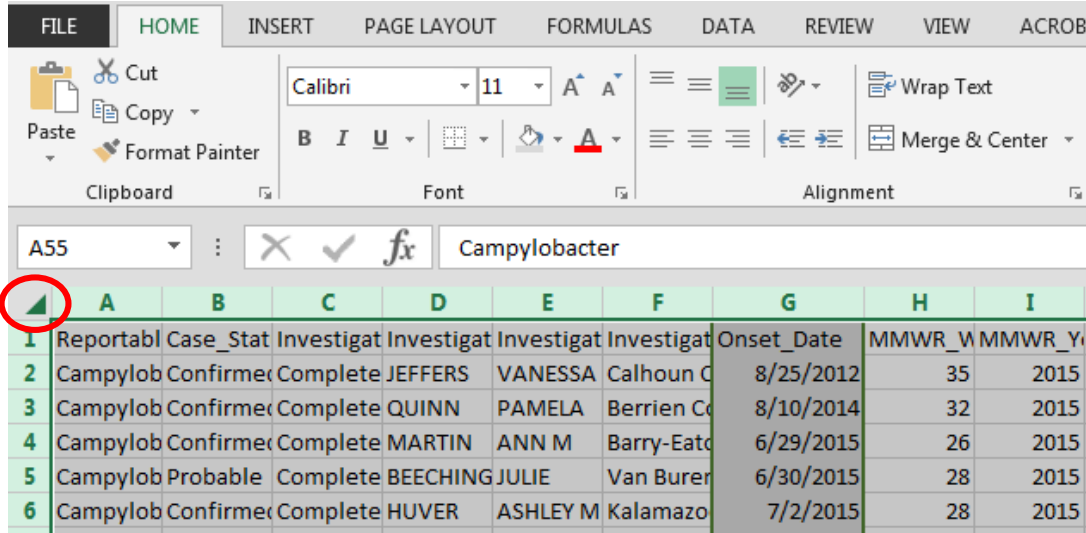 FILE HOME INSERT PAGE LAYOUT FORMULAS DATA REVIEW VIEW ACROB
Cut
Calibri 11 A A Wrap Text
Copy
Paste
B I U A Merge & Center
Format Painter
Clipboard Font Alignment
A55 fx Campylobacter
A B C D E F G H I
1 Reportabl Case_Stat Investigat Investigat Investigat Investigat Onset_Date MMWR_W MMWR_Y
2 Campylob Confirmed Complete JEFFERS VANESSA Calhoun C 8/25/2012 35 2015
3 Campylob Confirmed Complete QUINN PAMELA Berrien Co 8/10/2014 32 2015
4 Campylob Confirmed Complete MARTIN ANN M Barry-Eato 6/29/2015 26 2015
5 Campylob Probable Complete BEECHING JULIE Van Buren 6/30/2015 28 2015
6 Campylob Confirmed Complete HUVER ASHLEY M Kalamazo 7/2/2015 28 2015